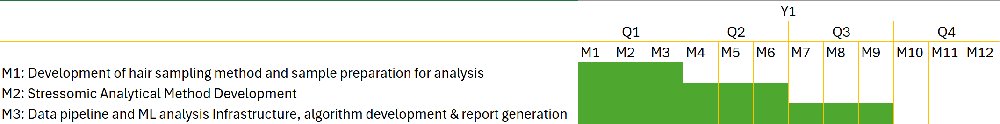 Y1
Q1 Q2 Q3 Q4
M1 M2 M3 M4 M5 M6 M7 M8 M9 M10 M11 M12
M1: Development of hair sampling method and sample preparation for analysis
M2: Stressomic Analytical Method Development
M3: Data pipeline and ML analysis Infrastructure, algorithm development & report generation